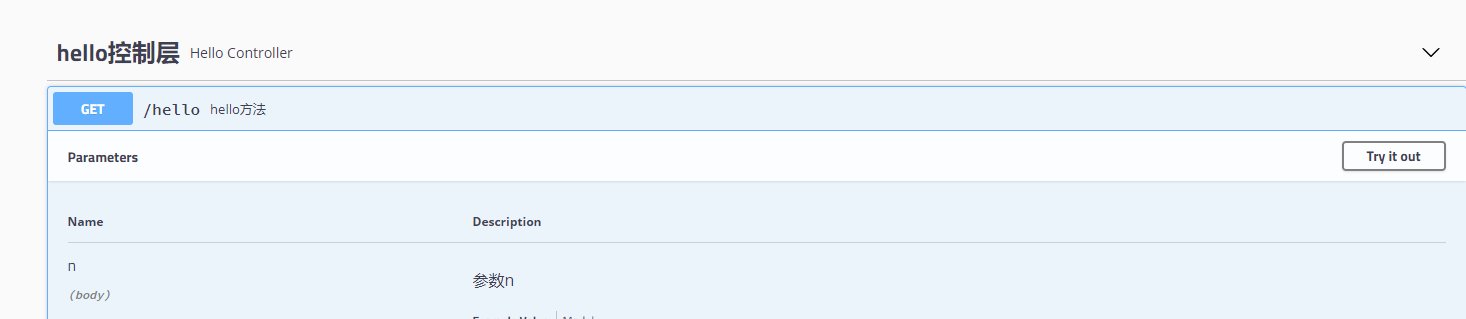 hello控制层 Hello Controller
GET /hello hello方法
Parameters Try it out
Name Description
n 参数n
(body)